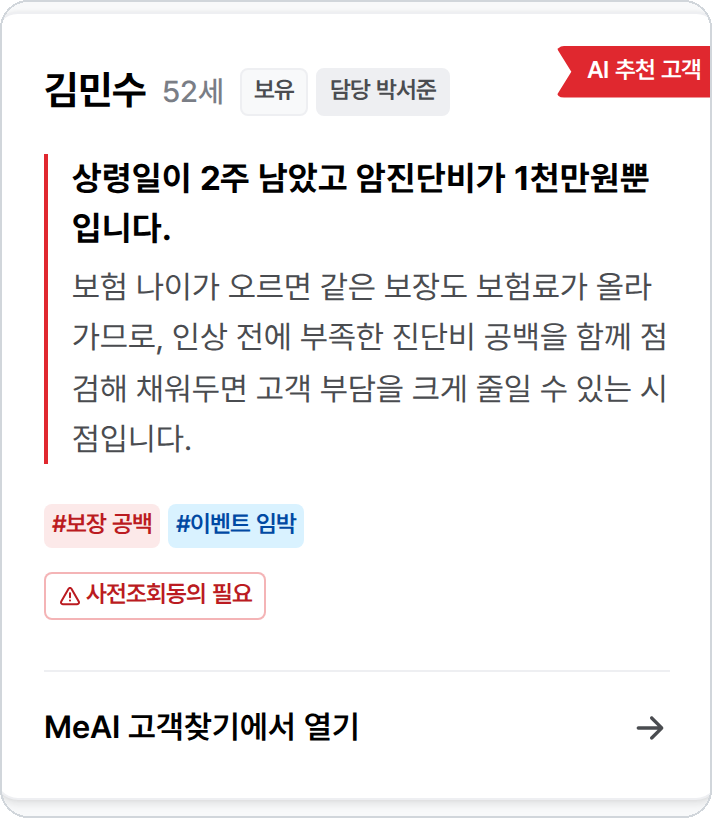 AI 추천 고객
김민수 52세 보유 담당 박서준
상령일이 2주 남았고 암진단비가 1천만원뿐
입니다.
보험 나이가 오르면 같은 보장도 보험료가 올라
가므로, 인상 전에 부족한 진단비 공백을 함께 점
검해 채워두면 고객 부담을 크게 줄일 수 있는 시
점입니다.
#보장 공백 #이벤트 임박
사전조회동의 필요
MeAI 고객찾기에서 열기